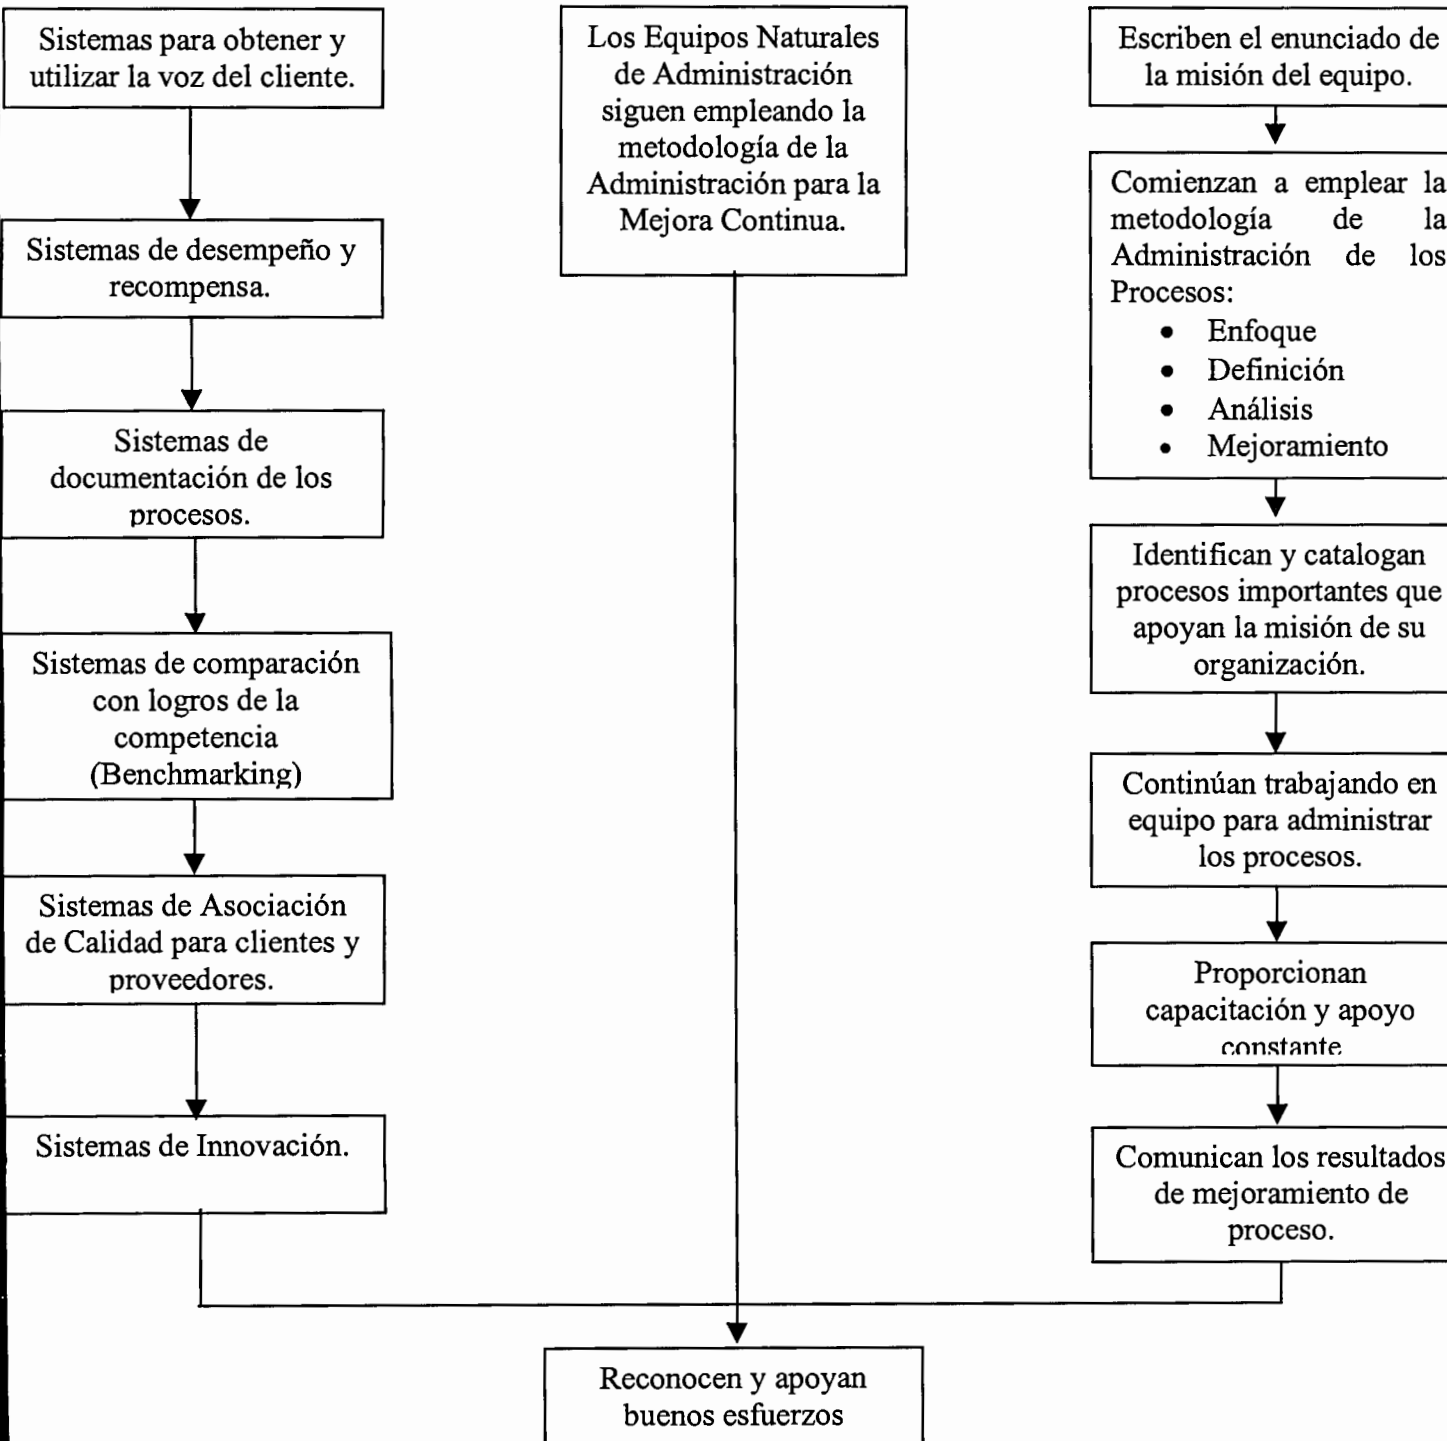 Sistemas para obtener y
utilizar la voz del cliente.
Sistemas de desempeño y
recompensa.
Sistemas de
documentación de los
procesos.
Sistemas de comparación
con logros de la
competencia
(Benchmarking)
Sistemas de Asociación
de Calidad para clientes y
proveedores.
Sistemas de Innovación.
Los Equipos Naturales
de Administración
siguen empleando la
metodología de la
Administración para la
Mejora Continua.
Escriben el enunciado de
la misión del equipo.
Comienzan a emplear la
metodología de la
Administración de los
Procesos:
• Enfoque
• Definición
• Análisis
• Mejoramiento
Identifican y catalogan
procesos importantes que
apoyan la misión de su
organización.
Continúan trabajando en
equipo para administrar
los procesos.
Proporcionan
capacitación y apoyo
constante
Comunican los resultados
de mejoramiento de
proceso.
Reconocen y apoyan
buenos esfuerzos